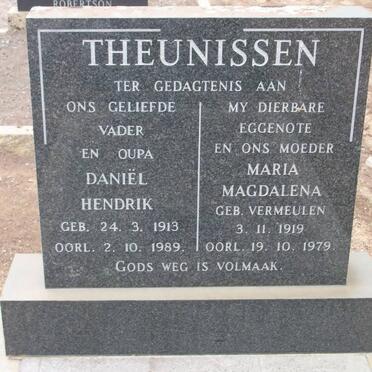 ROBERTSON
THEUNISSEN
TER GEDAGTENIS AAN
ONS GELIEFDE
VADER
EN OUPA
DANIËL
HENDRIK
GEB. 24. 3. 1913
OORL. 2. 10. 1989.
MY DIERBARE
EGGENOTE
EN ONS MOEDER
MARIA
MAGDALENA
GEB. VERMEULEN
3. 11. 1919
OORL. 19. 10. 1979.
GODS WEG IS VOLMAAK.